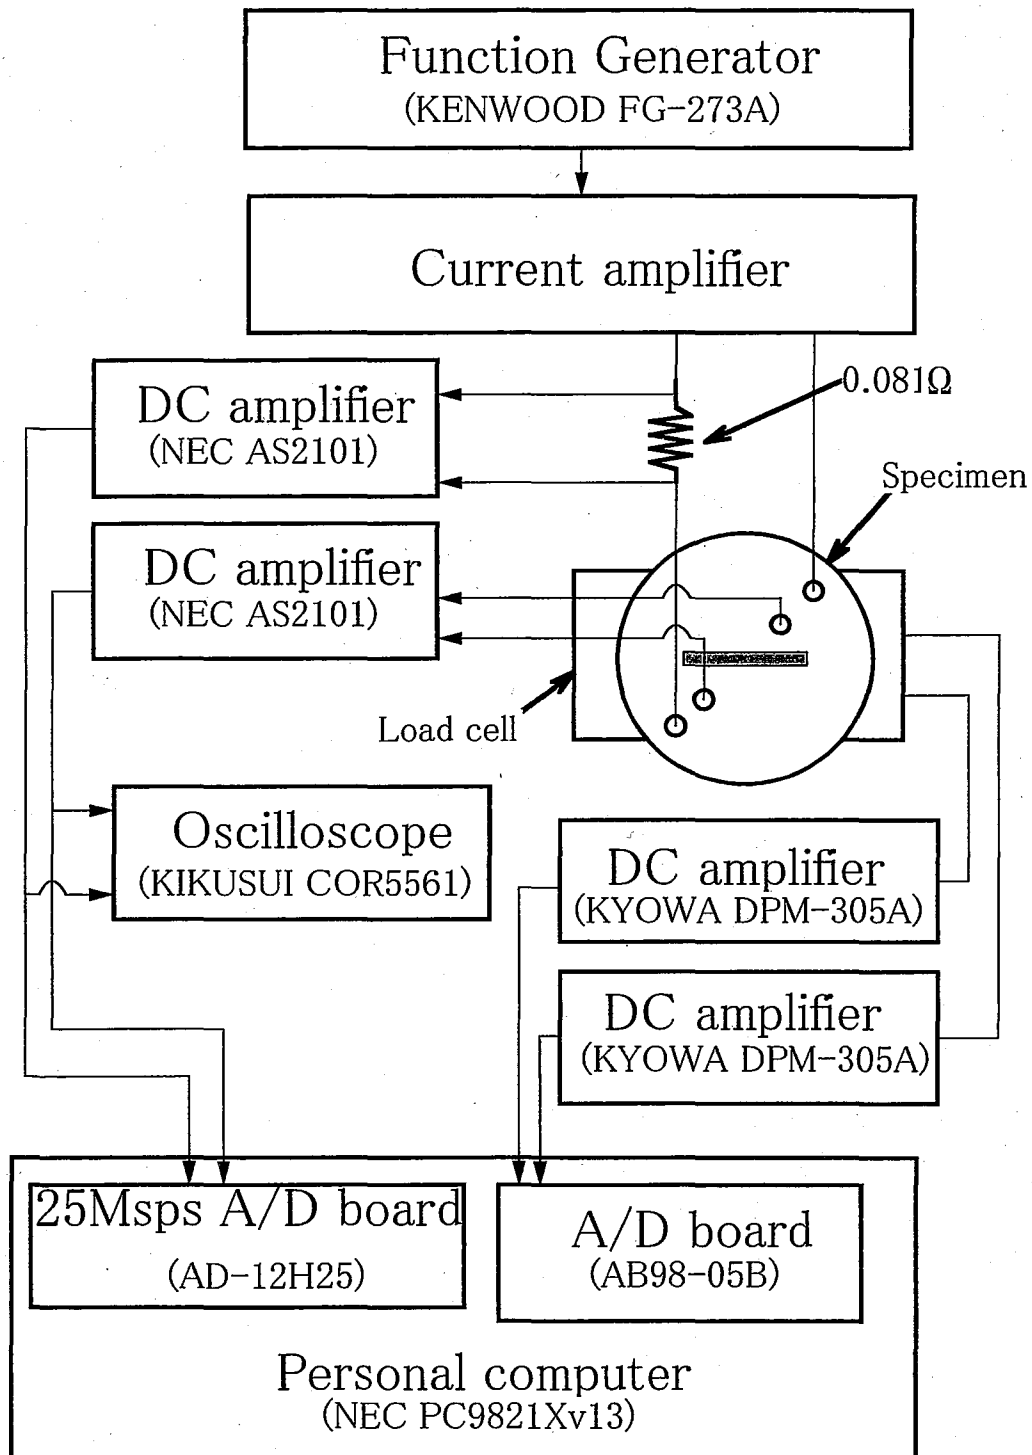 Function Generator
(KENWOOD FG-273A)
Current amplifier
DC amplifier
(NEC AS2101)
0.081Ω
Specimen
DC amplifier
(NEC AS2101)
Load cell
Oscilloscope
(KIKUSUI COR5561)
DC amplifier
(KYOWA DPM-305A)
DC amplifier
(KYOWA DPM-305A)
25Msps A/D board
(AD-12H25)
A/D board
(AB98-05B)
Personal computer
(NEC PC9821Xv13)